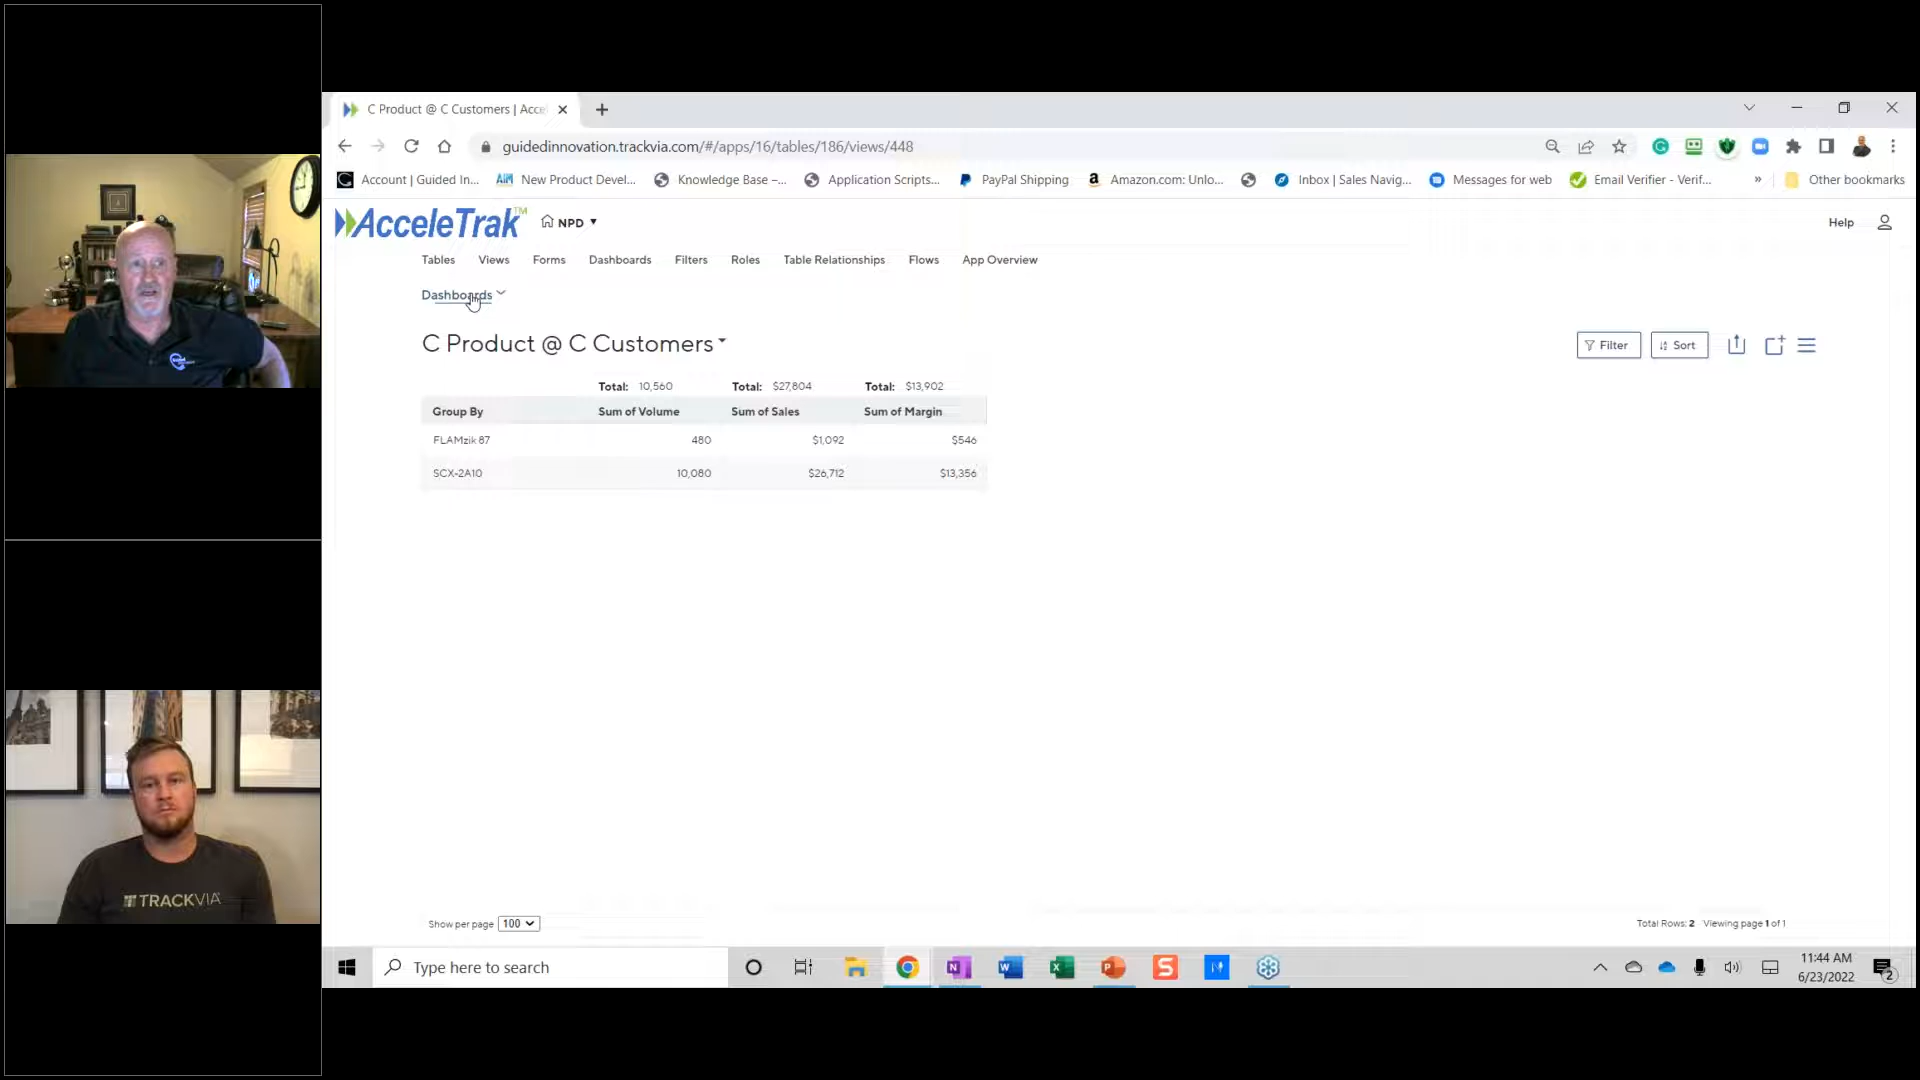 C Product @ C Customers | Acce
guidedinnovation.trackvia.com/#/apps/16/tables/186/views/448
Account | Guided In... New Product Devel... Knowledge Base –... Application Scripts... PayPal Shipping Amazon.com: Unlo... Inbox | Sales Navig... Messages for web Email Verifier - Verif... » Other bookmarks
AcceleTrak™ NPD Help
Tables Views Forms Dashboards Filters Roles Table Relationships Flows App Overview
Dashboards
C Product @ C Customers Filter Sort
Total: 10,560 Total: $27,804 Total: $13,902
Group By Sum of Volume Sum of Sales Sum of Margin
FLAMzik 87 480 $1,092 $546
SCX-2A10 10,080 $26,712 $13,356
TRACKVIA
Show per page 100 Total Rows: 2 Viewing page 1 of 1
Type here to search
11:44 AM
6/23/2022
2